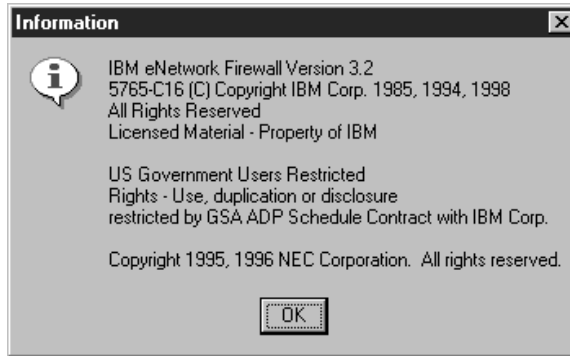 Information
IBM eNetwork Firewall Version 3.2
5765-C16 (C) Copyright IBM Corp. 1985, 1994, 1998
All Rights Reserved
Licensed Material - Property of IBM
US Government Users Restricted
Rights - Use, duplication or disclosure
restricted by GSA ADP Schedule Contract with IBM Corp.
Copyright 1995, 1996 NEC Corporation. All rights reserved.
OK